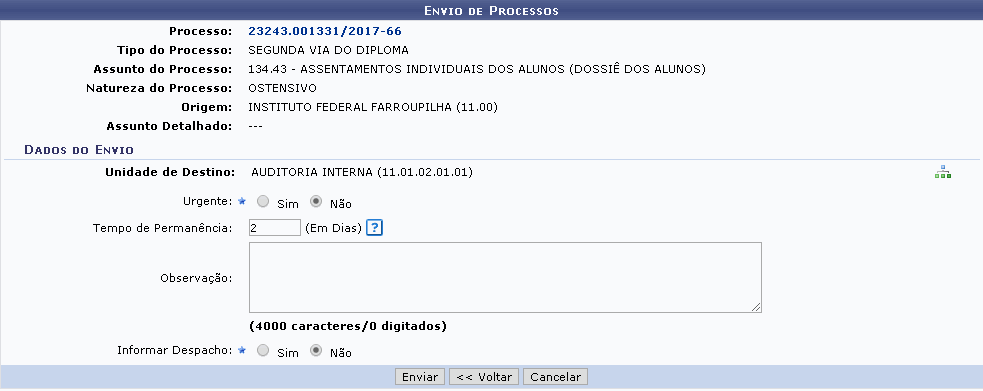 ENVIO DE PROCESSOS
Processo: 23243.001331/2017-66
Tipo do Processo: SEGUNDA VIA DO DIPLOMA
Assunto do Processo: 134.43 - ASSENTAMENTOS INDIVIDUAIS DOS ALUNOS (DOSSIÊ DOS ALUNOS)
Natureza do Processo: OSTENSIVO
Origem: INSTITUTO FEDERAL FARROUPILHA (11.00)
Assunto Detalhado: ---
DADOS DO ENVIO
Unidade de Destino: AUDITORIA INTERNA (11.01.02.01.01)
Urgente: Sim Não
Tempo de Permanência: 2 (Em Dias) ?
Observação:
(4000 caracteres/0 digitados)
Informar Despacho: Sim Não
Enviar << Voltar Cancelar